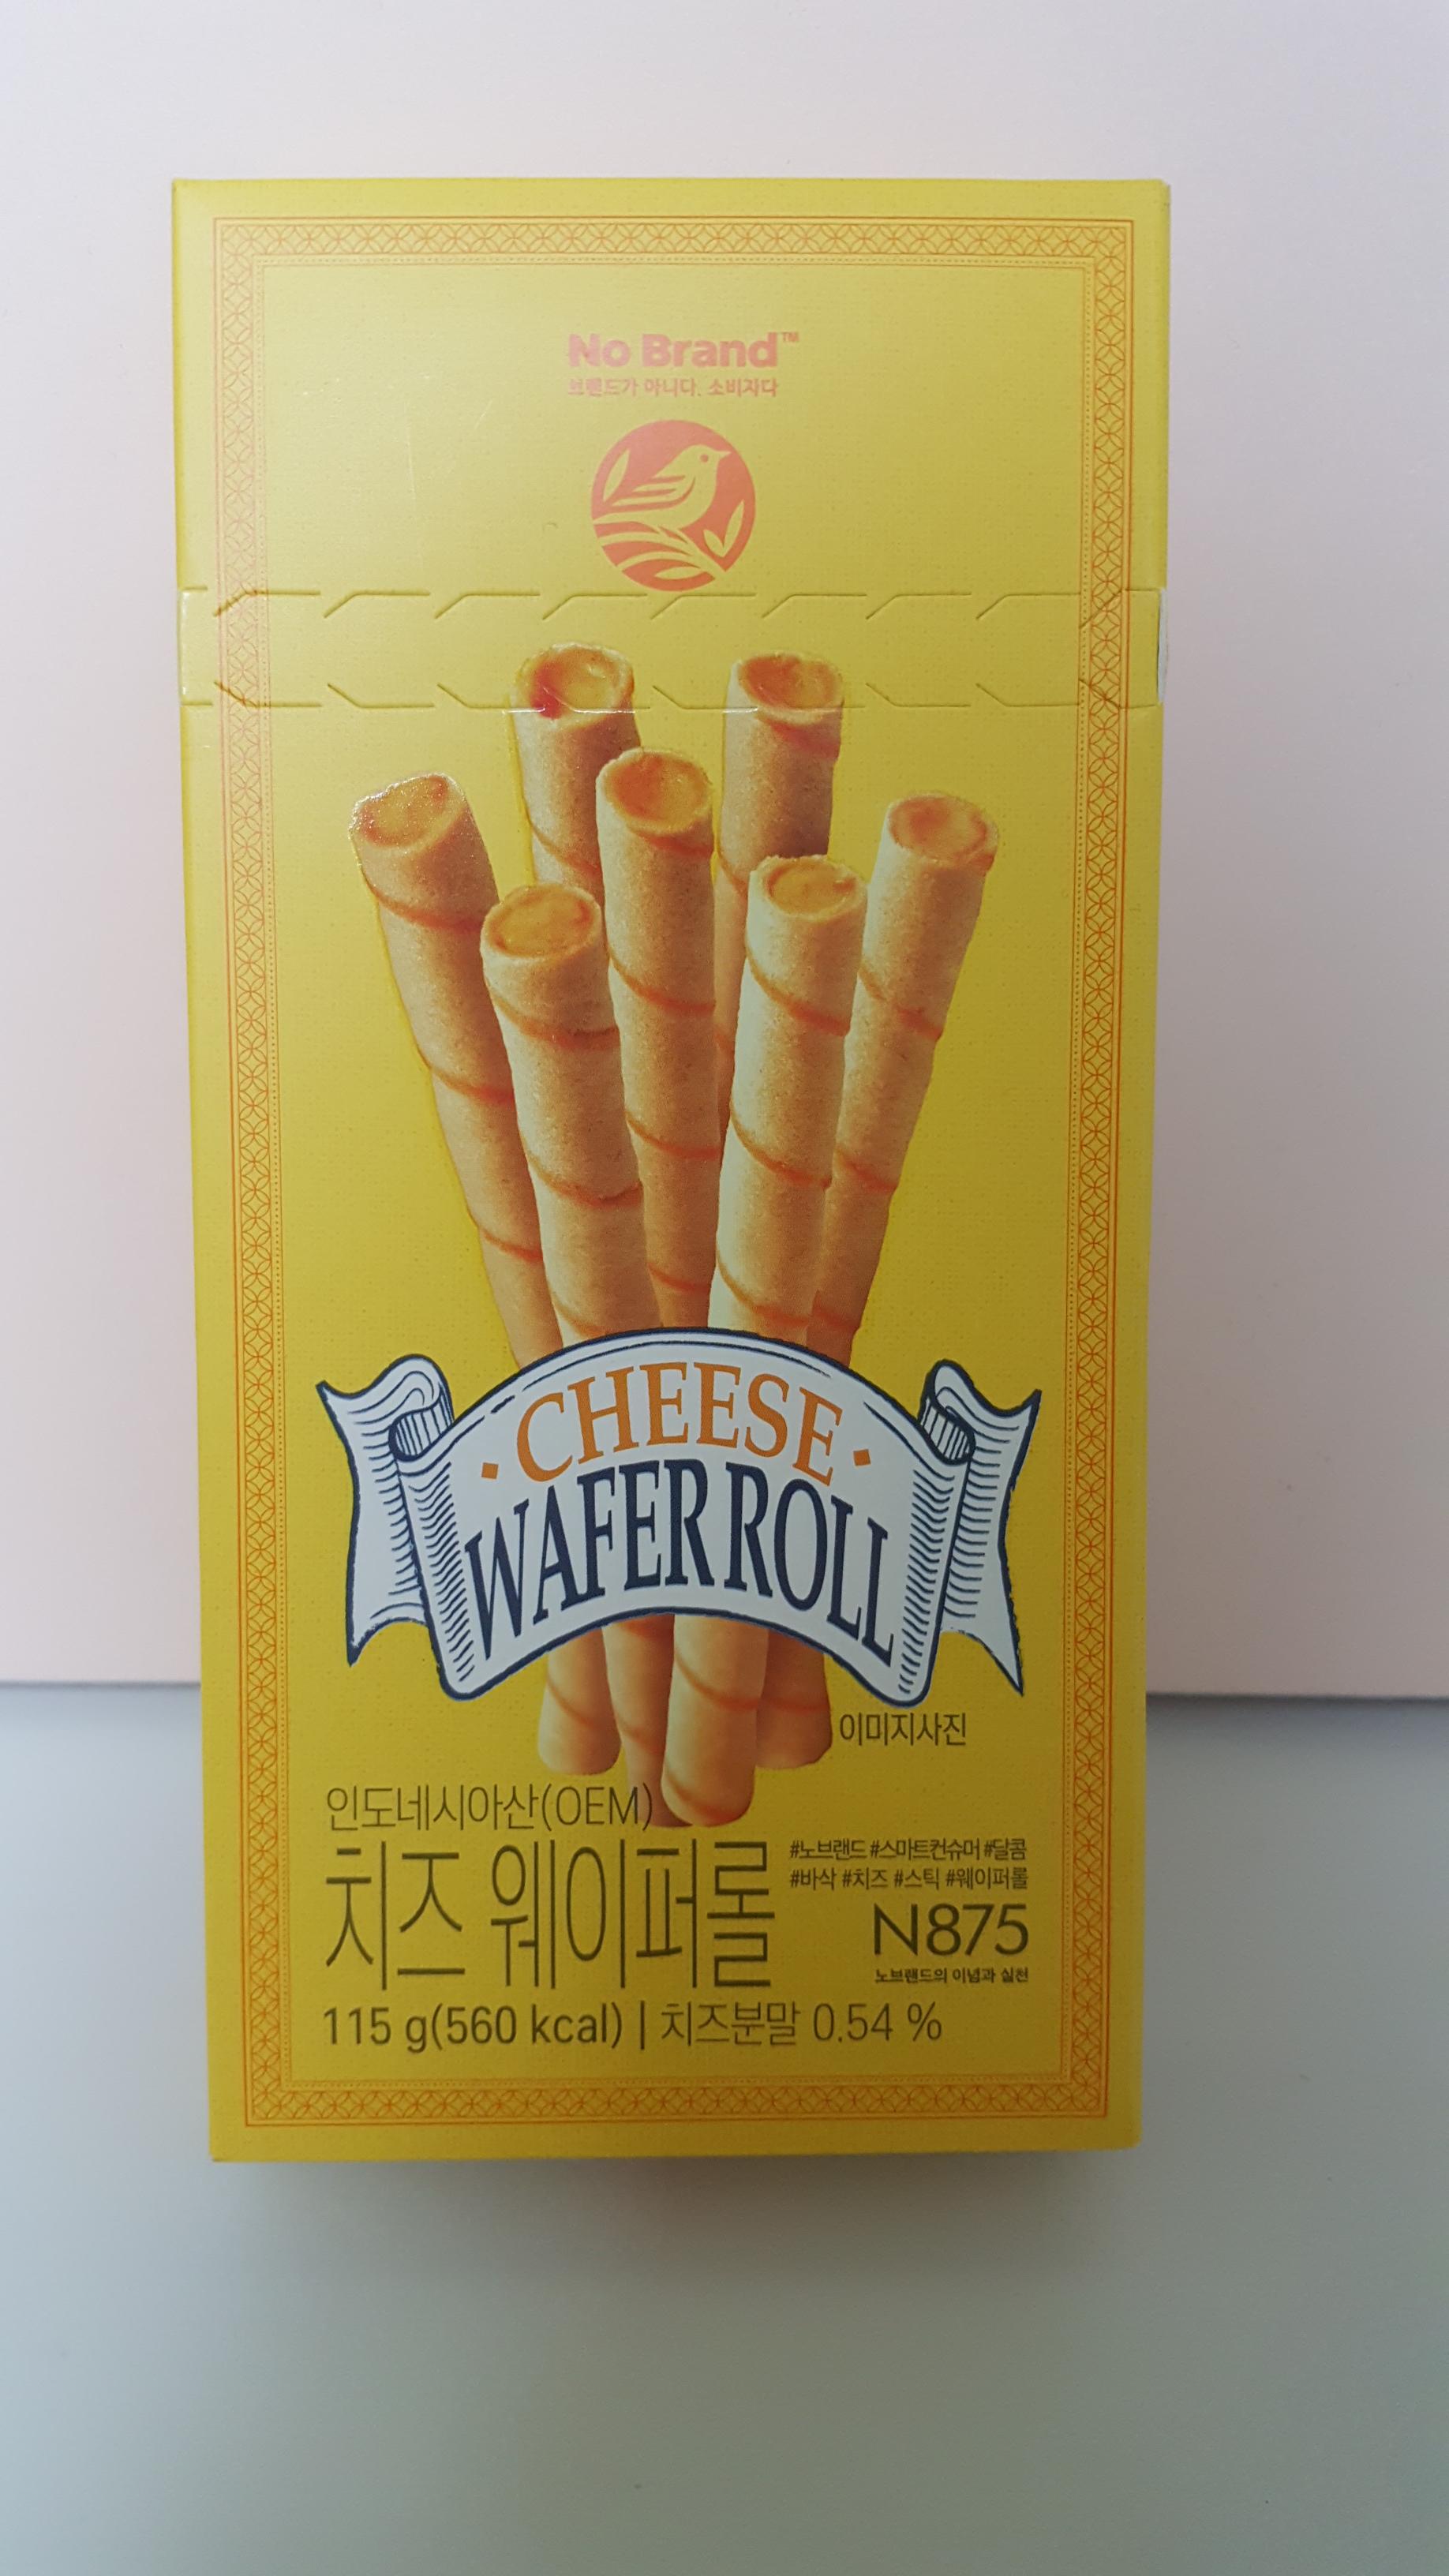 No Brand™
브랜드가 아니다. 소비자다
CHEESE
WAFER ROLL
이미지사진
인도네시아산(OEM)
치즈 웨이퍼롤
#노브랜드 #스마트컨슈머 #달콤
#바삭 #치즈 #스틱 #웨이퍼롤
N875
노브랜드의 이념과 실천
115 g(560 kcal) | 치즈분말 0.54 %